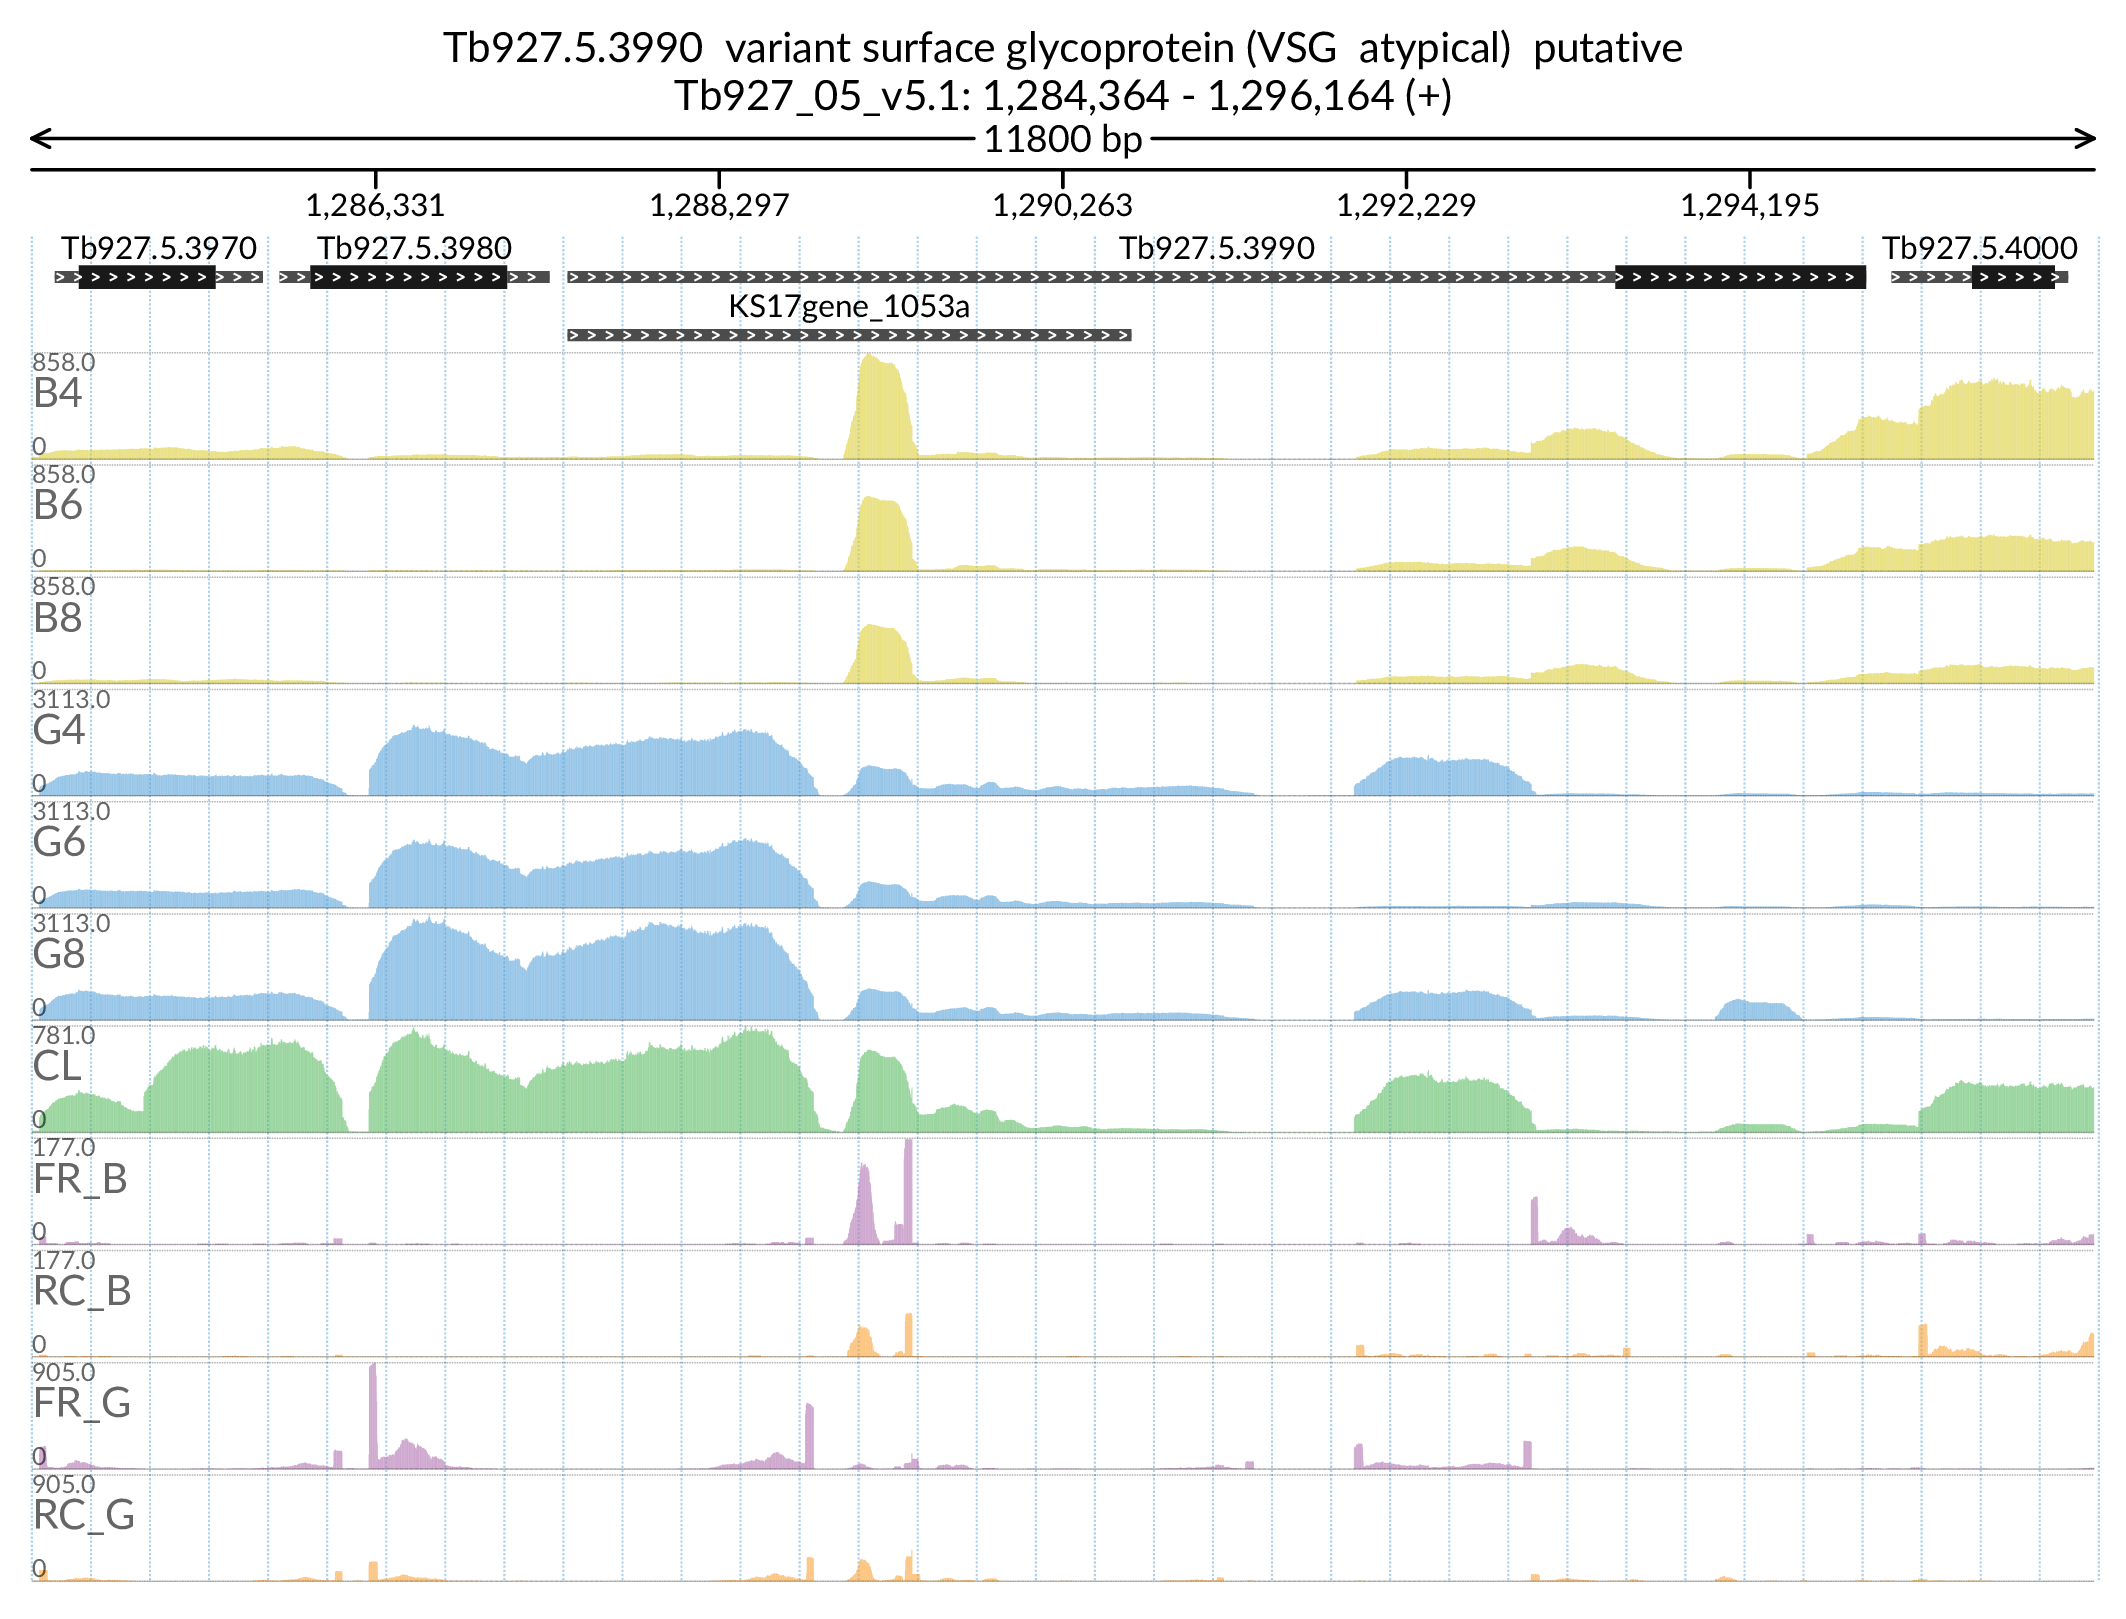 Tb927.5.3990 variant surface glycoprotein (VSG atypical) putative
Tb927_05_v5.1: 1,284,364 - 1,296,164 (+)
11800 bp
1,286,331 1,288,297 1,290,263 1,292,229 1,294,195
Tb927.5.3970 Tb927.5.3980 Tb927.5.3990 Tb927.5.4000
KS17gene_1053a
858.0
B4
0
858.0
B6
0
858.0
B8
0
3113.0
G4
0
3113.0
G6
0
3113.0
G8
0
781.0
CL
0
177.0
FR_B
0
177.0
RC_B
0
905.0
FR_G
0
905.0
RC_G
0